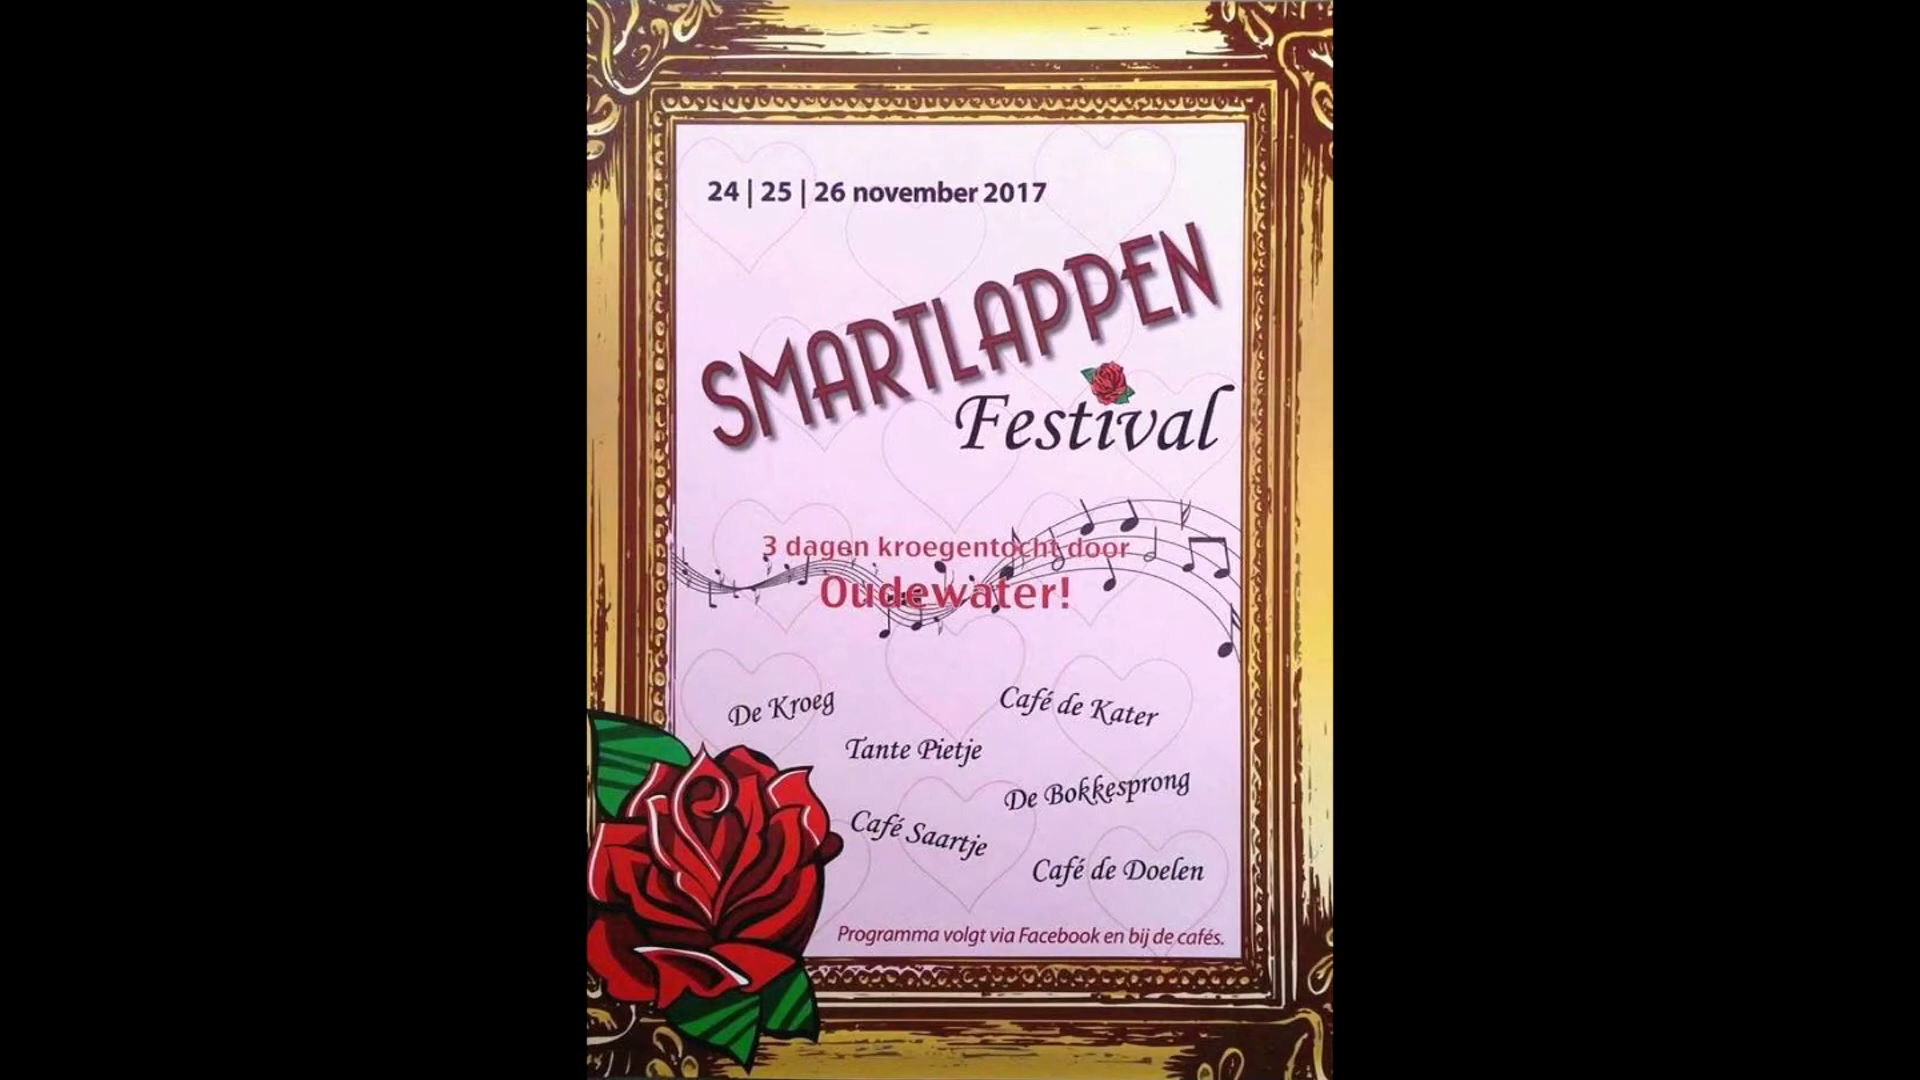 24 | 25 | 26 november 2017
SMARTLAPPEN
Festival
3 dagen kroegentocht door
Oudewater!
De Kroeg
Café de Kater
Tante Pietje
De Bokkesprong
Café Saartje
Café de Doelen
Programma volgt via Facebook en bij de cafés.